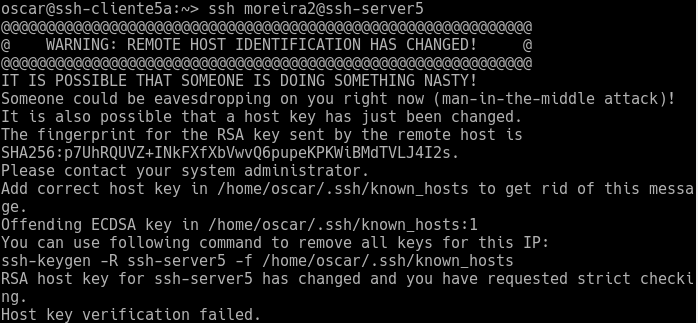 oscar@ssh-cliente5a:~> ssh moreira2@ssh-server5
@@@@@@@@@@@@@@@@@@@@@@@@@@@@@@@@@@@@@@@@@@@@@@@@@@@@@@@@@@@
@    WARNING: REMOTE HOST IDENTIFICATION HAS CHANGED!     @
@@@@@@@@@@@@@@@@@@@@@@@@@@@@@@@@@@@@@@@@@@@@@@@@@@@@@@@@@@@
IT IS POSSIBLE THAT SOMEONE IS DOING SOMETHING NASTY!
Someone could be eavesdropping on you right now (man-in-the-middle attack)!
It is also possible that a host key has just been changed.
The fingerprint for the RSA key sent by the remote host is
SHA256:p7UhRQUVZ+INkFXfXbVwvQ6pupeKPKWiBMdTVLJ4I2s.
Please contact your system administrator.
Add correct host key in /home/oscar/.ssh/known_hosts to get rid of this messa
ge.
Offending ECDSA key in /home/oscar/.ssh/known_hosts:1
You can use following command to remove all keys for this IP:
ssh-keygen -R ssh-server5 -f /home/oscar/.ssh/known_hosts
RSA host key for ssh-server5 has changed and you have requested strict checki
ng.
Host key verification failed.